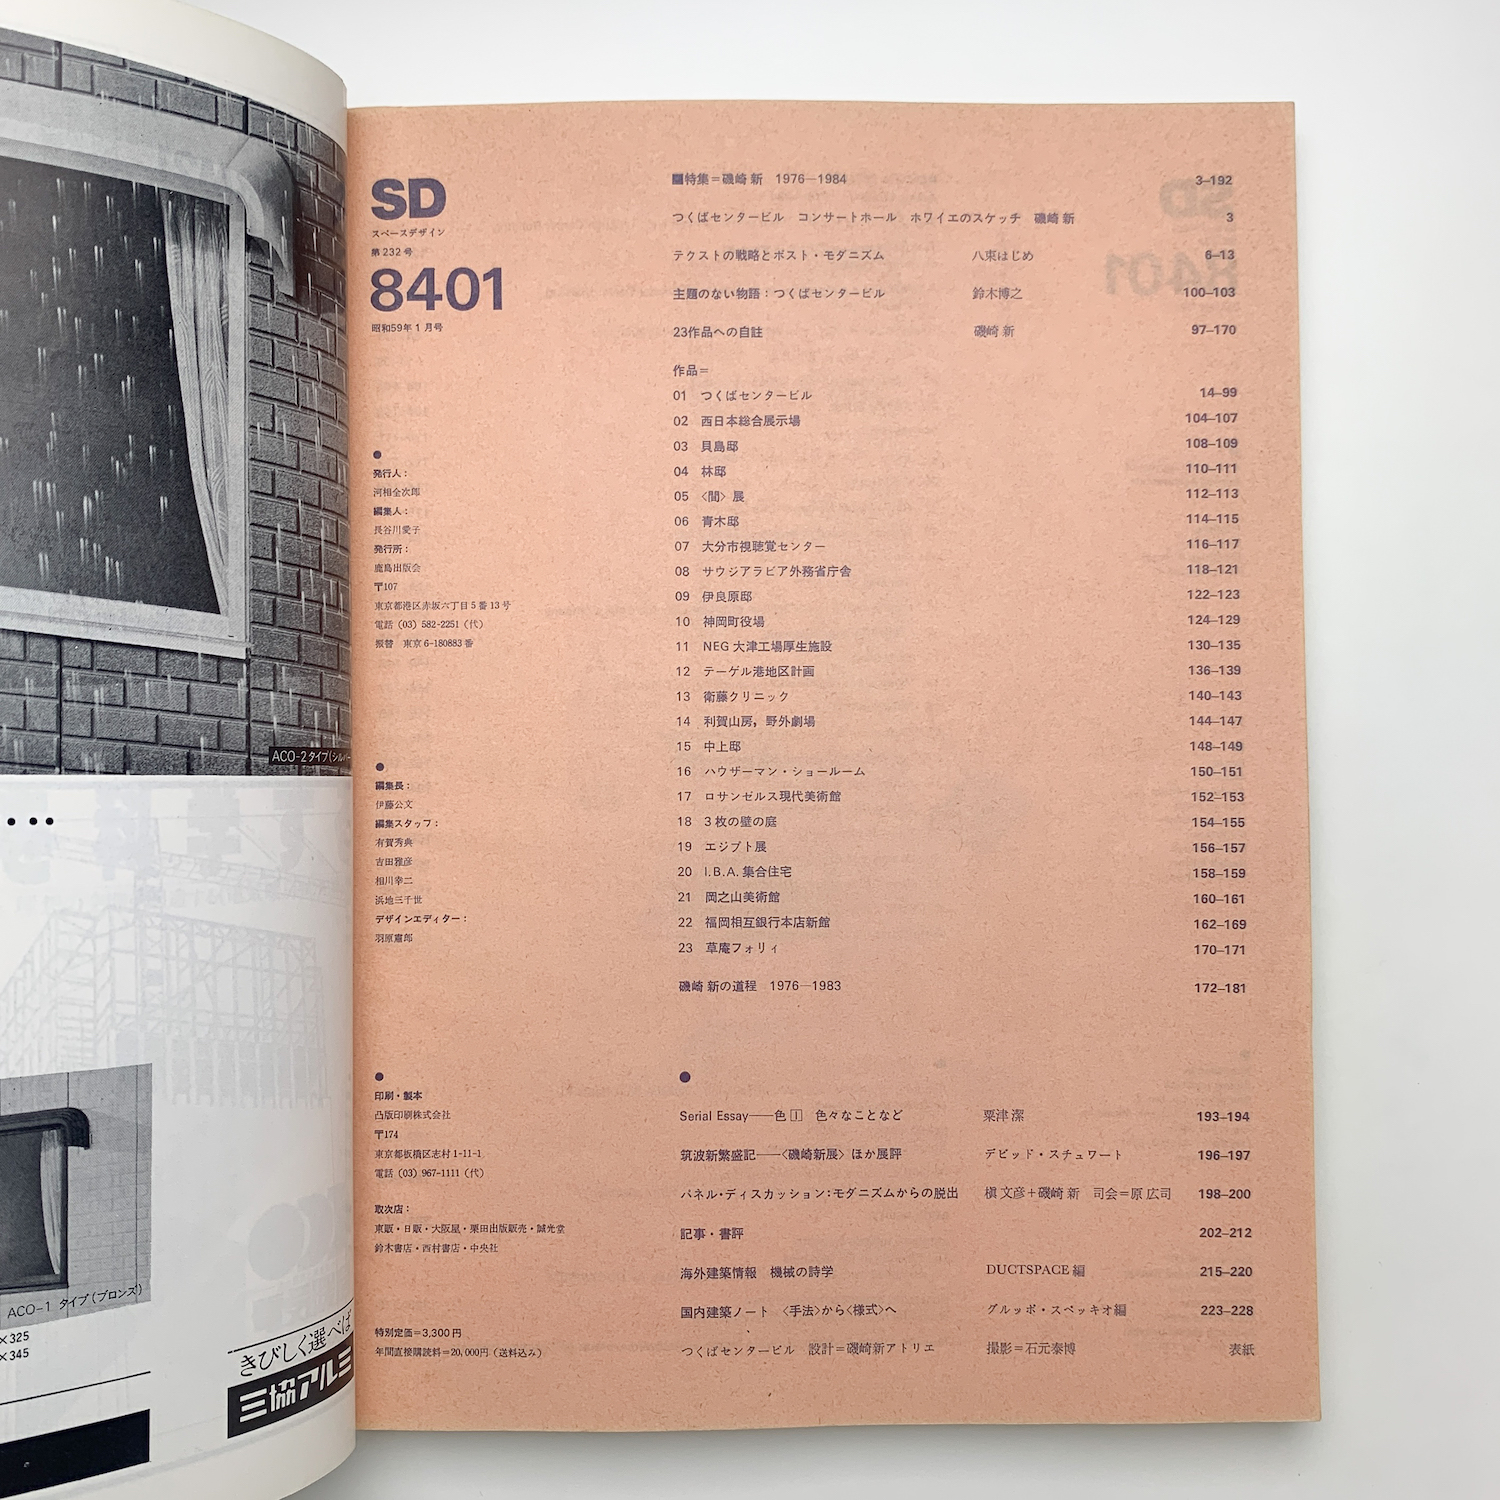 ACO-2タイプ(シルバー
ACO-1 タイプ(ブロンズ)
×325
×345
きびしく選べば
三協アルミ
SD
スペースデザイン
第232号
8401
昭和59年1月号
●
発行人:
河相全次郎
編集人:
長谷川愛子
発行所:
鹿島出版会
〒107
東京都港区赤坂六丁目5番13号
電話(03)582-2251(代)
振替 東京6-180883番
●
編集長:
伊藤公文
編集スタッフ:
有賀秀典
吉田雅彦
相川幸二
浜地三千世
デザインエディター:
羽原肅郎
●
印刷・製本
凸版印刷株式会社
〒174
東京都板橋区志村1-11-1
電話(03)967-1111(代)
取次店:
東販・日販・大阪屋・栗田出版販売・誠光堂
鈴木書店・西村書店・中央社
特別定価=3,300円
年間直接購読料=20,000円(送料込み)
■特集=磯崎 新 1976—1984 3–192
つくばセンタービル コンサートホール ホワイエのスケッチ 磯崎 新 3
テクストの戦略とポスト・モダニズム 八束はじめ 6–13
主題のない物語:つくばセンタービル 鈴木博之 100–103
23作品への自註 磯崎 新 97–170
作品=
01 つくばセンタービル 14–99
02 西日本総合展示場 104–107
03 貝島邸 108–109
04 林邸 110–111
05 〈間〉展 112–113
06 青木邸 114–115
07 大分市視聴覚センター 116–117
08 サウジアラビア外務省庁舎 118–121
09 伊良原邸 122–123
10 神岡町役場 124–129
11 NEG 大津工場厚生施設 130–135
12 テーゲル港地区計画 136–139
13 衛藤クリニック 140–143
14 利賀山房,野外劇場 144–147
15 中上邸 148–149
16 ハウザーマン・ショールーム 150–151
17 ロサンゼルス現代美術館 152–153
18 3枚の壁の庭 154–155
19 エジプト展 156–157
20 I.B.A. 集合住宅 158–159
21 岡之山美術館 160–161
22 福岡相互銀行本店新館 162–169
23 草庵フォリィ 170–171
磯崎 新の道程 1976—1983 172–181
●
Serial Essay——色 1 色々なことなど 粟津 潔 193–194
筑波新繁盛記——〈磯崎新展〉ほか展評 デビッド・スチュワート 196–197
パネル・ディスカッション:モダニズムからの脱出 槇 文彦+磯崎 新 司会=原 広司 198–200
記事・書評 202–212
海外建築情報 機械の詩学 DUCTSPACE 編 215–220
国内建築ノート 〈手法〉から〈様式〉へ グルッポ・スペッキオ編 223–228
つくばセンタービル 設計=磯崎新アトリエ 撮影=石元泰博 表紙